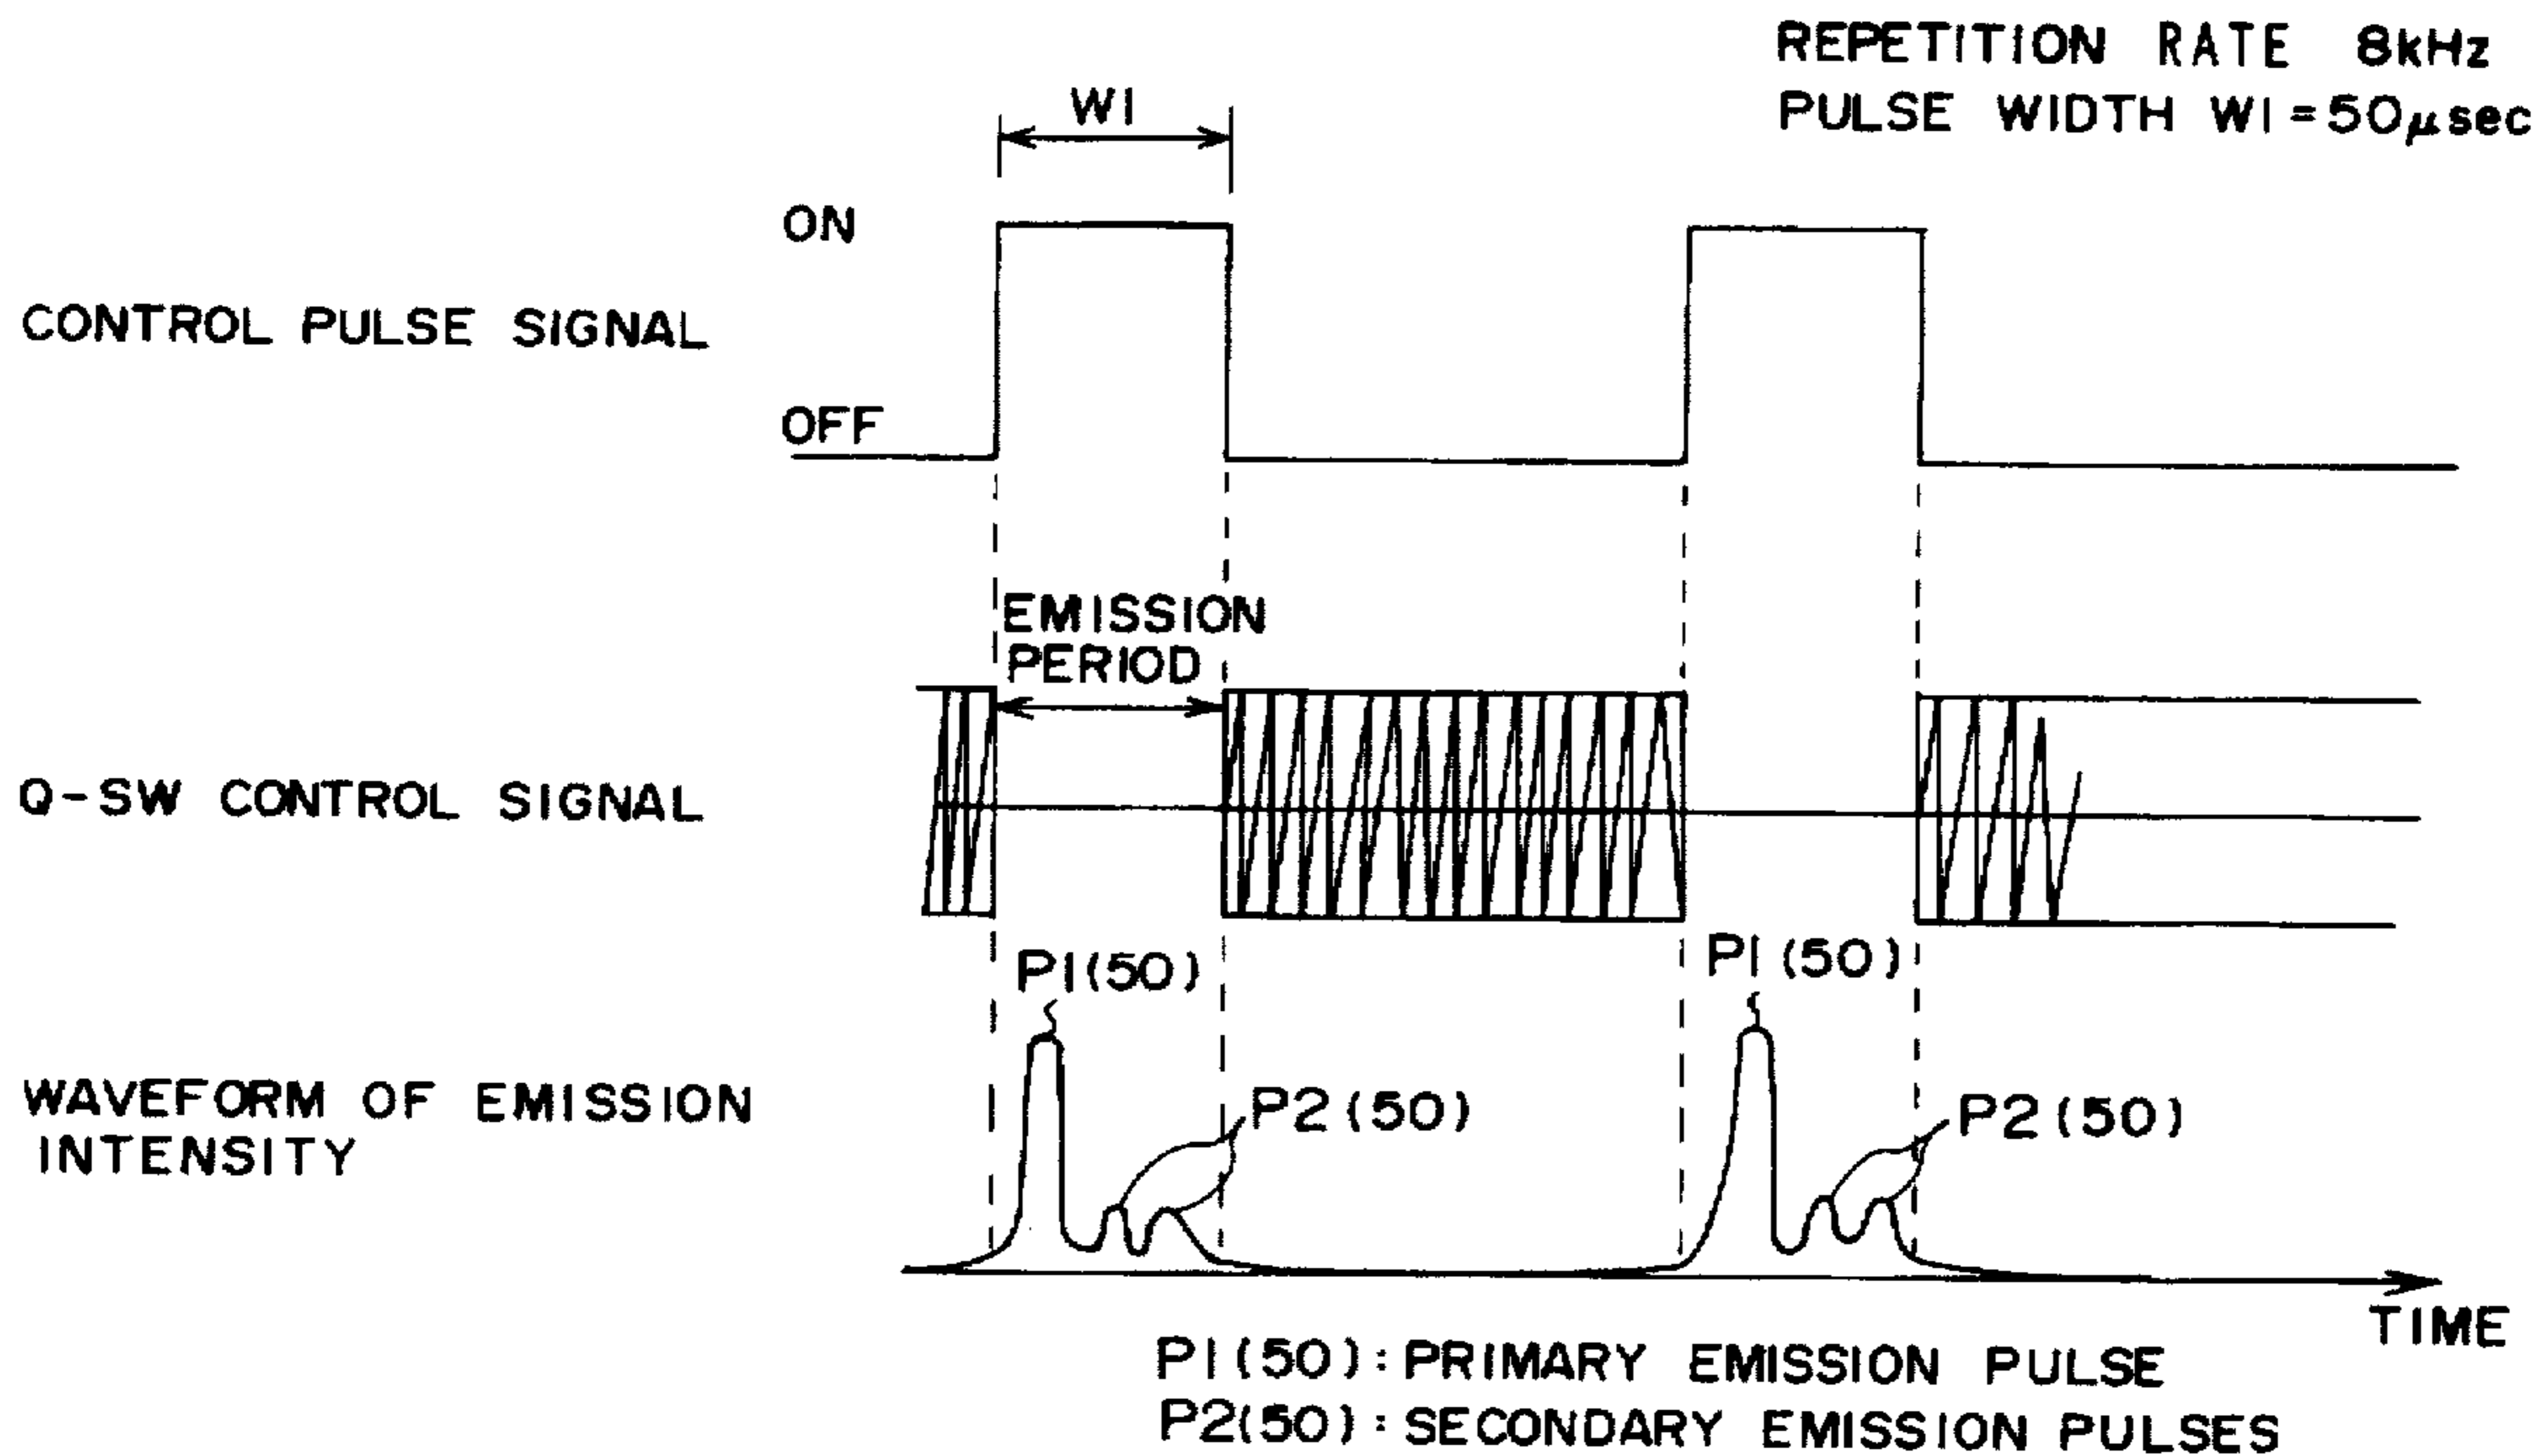 REPETITION RATE 8kHz
PULSE WIDTH W1=50μsec
W1
ON
CONTROL PULSE SIGNAL
OFF
EMISSION
PERIOD
Q-SW CONTROL SIGNAL
P1(50)
P1(50)
WAVEFORM OF EMISSION
INTENSITY
P2(50)
P2(50)
TIME
P1(50): PRIMARY EMISSION PULSE
P2(50): SECONDARY EMISSION PULSES